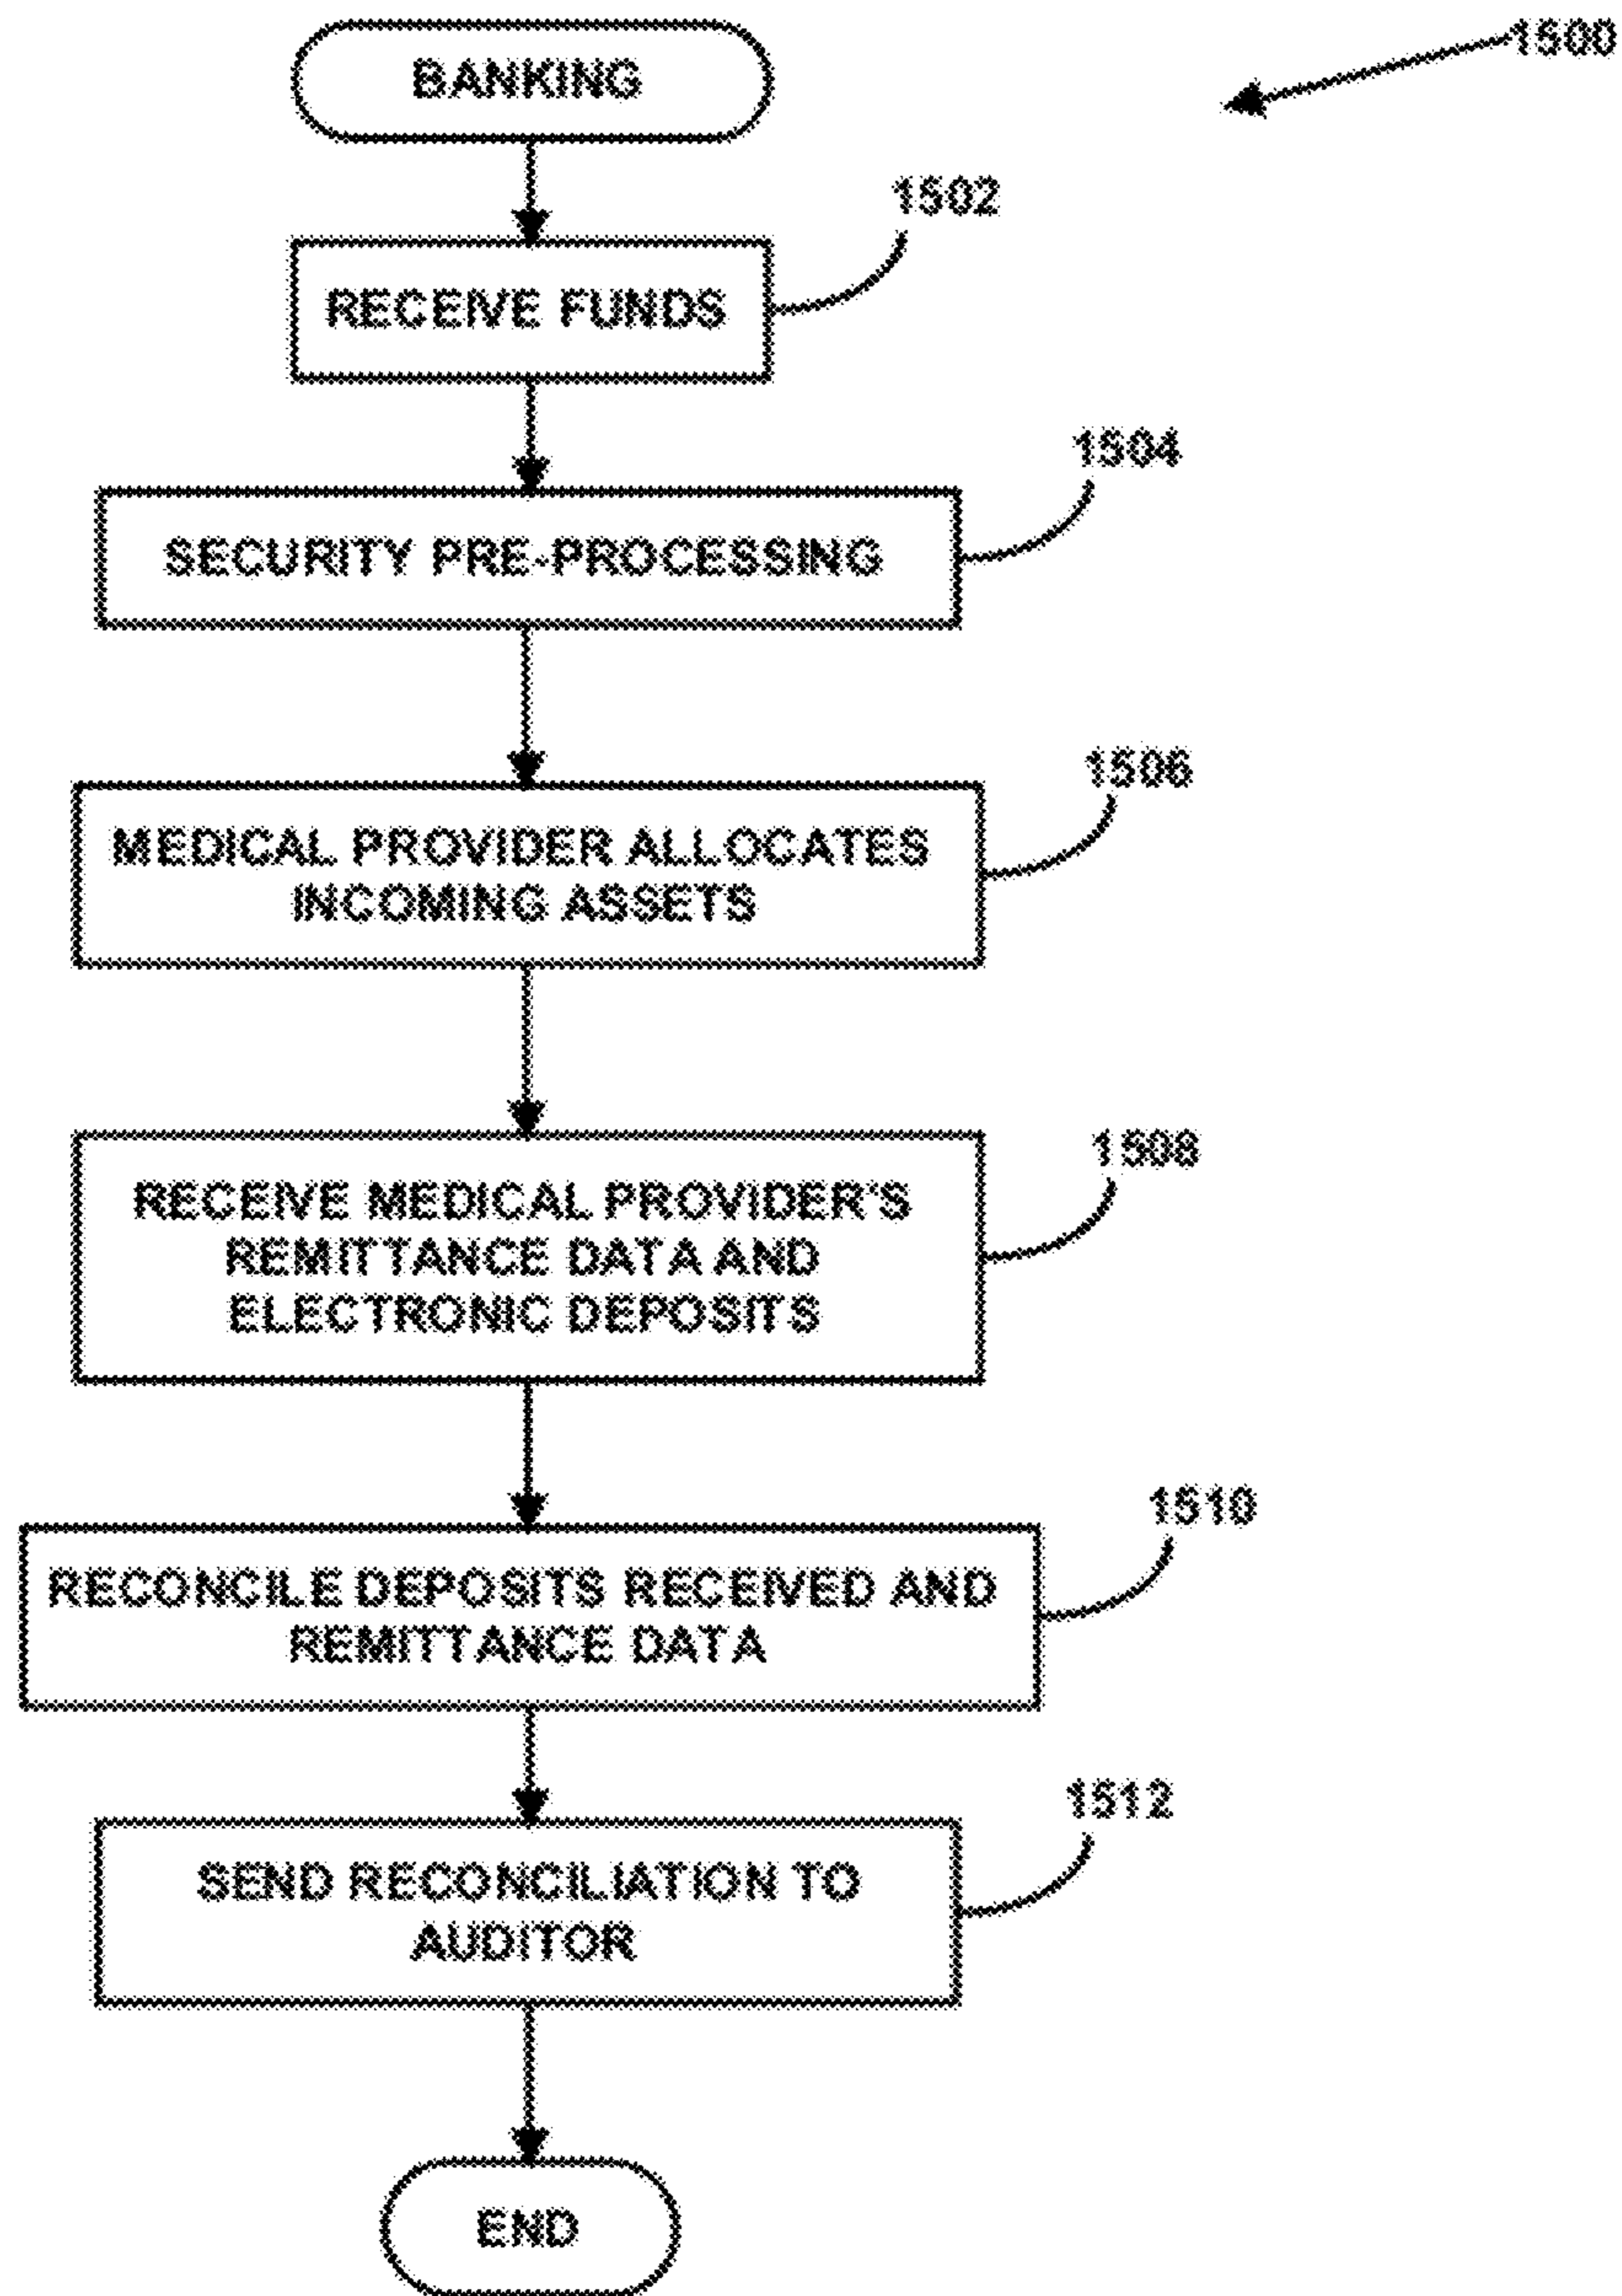 BANKING
1500
1502
RECEIVE FUNDS
1504
SECURITY PRE-PROCESSING
1506
MEDICAL PROVIDER ALLOCATES
INCOMING ASSETS
1508
RECEIVE MEDICAL PROVIDER'S
REMITTANCE DATA AND
ELECTRONIC DEPOSITS
1510
RECONCILE DEPOSITS RECEIVED AND
REMITTANCE DATA
1512
SEND RECONCILIATION TO
AUDITOR
END